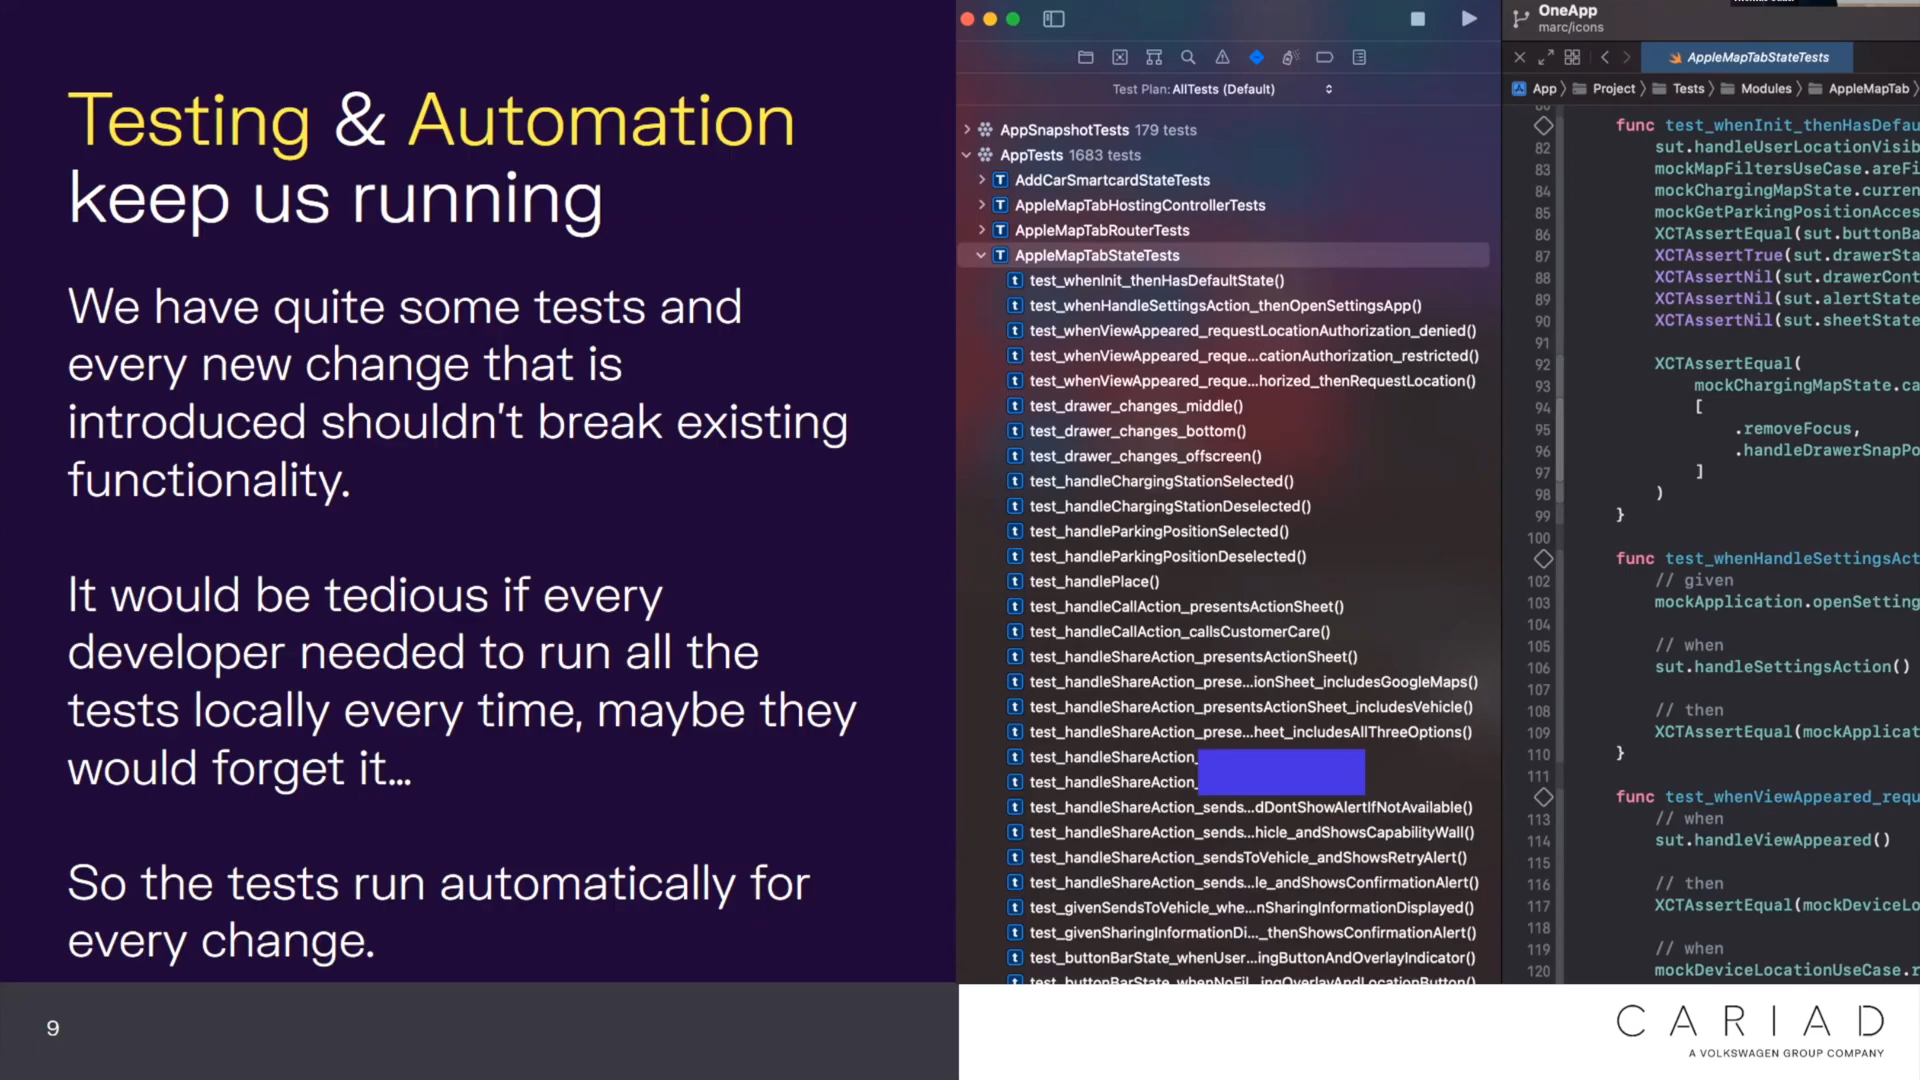 Testing & Automation
keep us running
We have quite some tests and
every new change that is
introduced shouldn't break existing
functionality.
It would be tedious if every
developer needed to run all the
tests locally every time, maybe they
would forget it...
So the tests run automatically for
every change.
9
Test Plan: AllTests (Default)
AppSnapshotTests 179 tests
AppTests 1683 tests
AddCarSmartcardStateTests
AppleMapTabHostingControllerTests
AppleMapTabRouterTests
AppleMapTabStateTests
test_whenInit_thenHasDefaultState()
test_whenHandleSettingsAction_thenOpenSettingsApp()
test_whenViewAppeared_requestLocationAuthorization_denied()
test_whenViewAppeared_reque...cationAuthorization_restricted()
test_whenViewAppeared_reque...horized_thenRequestLocation()
test_drawer_changes_middle()
test_drawer_changes_bottom()
test_drawer_changes_offscreen()
test_handleChargingStationSelected()
test_handleChargingStationDeselected()
test_handleParkingPositionSelected()
test_handleParkingPositionDeselected()
test_handlePlace()
test_handleCallAction_presentsActionSheet()
test_handleCallAction_callsCustomerCare()
test_handleShareAction_presentsActionSheet()
test_handleShareAction_prese...ionSheet_includesGoogleMaps()
test_handleShareAction_presentsActionSheet_includesVehicle()
test_handleShareAction_prese...heet_includesAllThreeOptions()
test_handleShareAction_
test_handleShareAction_
test_handleShareAction_sends...dDontShowAlertIfNotAvailable()
test_handleShareAction_sends...hicle_andShowsCapabilityWall()
test_handleShareAction_sendsToVehicle_andShowsRetryAlert()
test_handleShareAction_sends...le_andShowsConfirmationAlert()
test_givenSendsToVehicle_whe...nSharingInformationDisplayed()
test_givenSharingInformationDi..._thenShowsConfirmationAlert()
test_buttonBarState_whenUser...ingButtonAndOverlayIndicator()
test_buttonBarState_whenNoFil...ingOverlayAndLocationButton()
OneApp
marc/icons
AppleMapTabStateTests
App Project Tests Modules AppleMapTab
func test_whenInit_thenHasDefau
82 sut.handleUserLocationVisib
83 mockMapFiltersUseCase.areFi
84 mockChargingMapState.curren
85 mockGetParkingPositionAcces
86 XCTAssertEqual(sut.buttonBa
87 XCTAssertTrue(sut.drawerSta
88 XCTAssertNil(sut.drawerCont
89 XCTAssertNil(sut.alertState
90 XCTAssertNil(sut.sheetState
91
92 XCTAssertEqual(
93 mockChargingMapState.ca
94 [
95 .removeFocus,
96 .handleDrawerSnapPo
97 ]
98 )
99 }
100
func test_whenHandleSettingsAct
102 // given
103 mockApplication.openSetting
104
105 // when
106 sut.handleSettingsAction()
107
108 // then
109 XCTAssertEqual(mockApplicat
110 }
111
func test_whenViewAppeared_requ
113 // when
114 sut.handleViewAppeared()
115
116 // then
117 XCTAssertEqual(mockDeviceLo
118
119 // when
120 mockDeviceLocationUseCase.r
CARIAD
A VOLKSWAGEN GROUP COMPANY